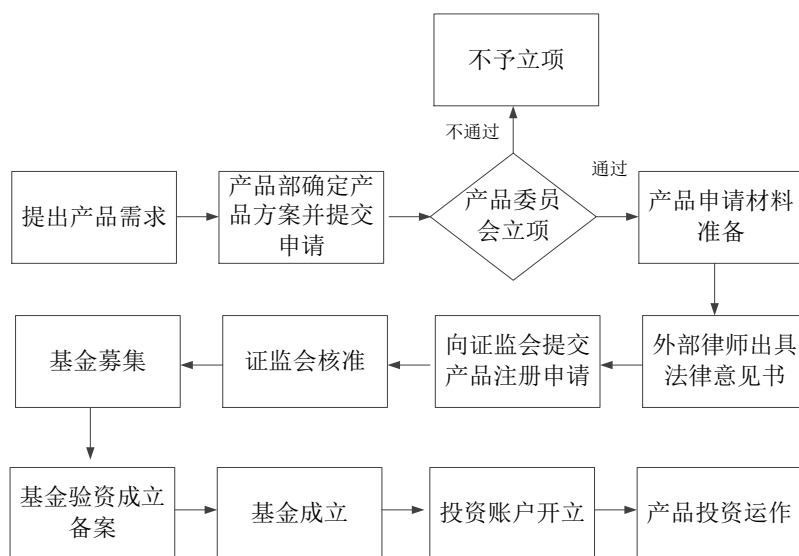 不予立项
不通过
提出产品需求
产品部确定产
品方案并提交
申请
产品委员
会立项
通过
产品申请材料
准备
外部律师出具
法律意见书
向证监会提交
产品注册申请
证监会核准
基金募集
基金验资成立
备案
基金成立
投资账户开立
产品投资运作